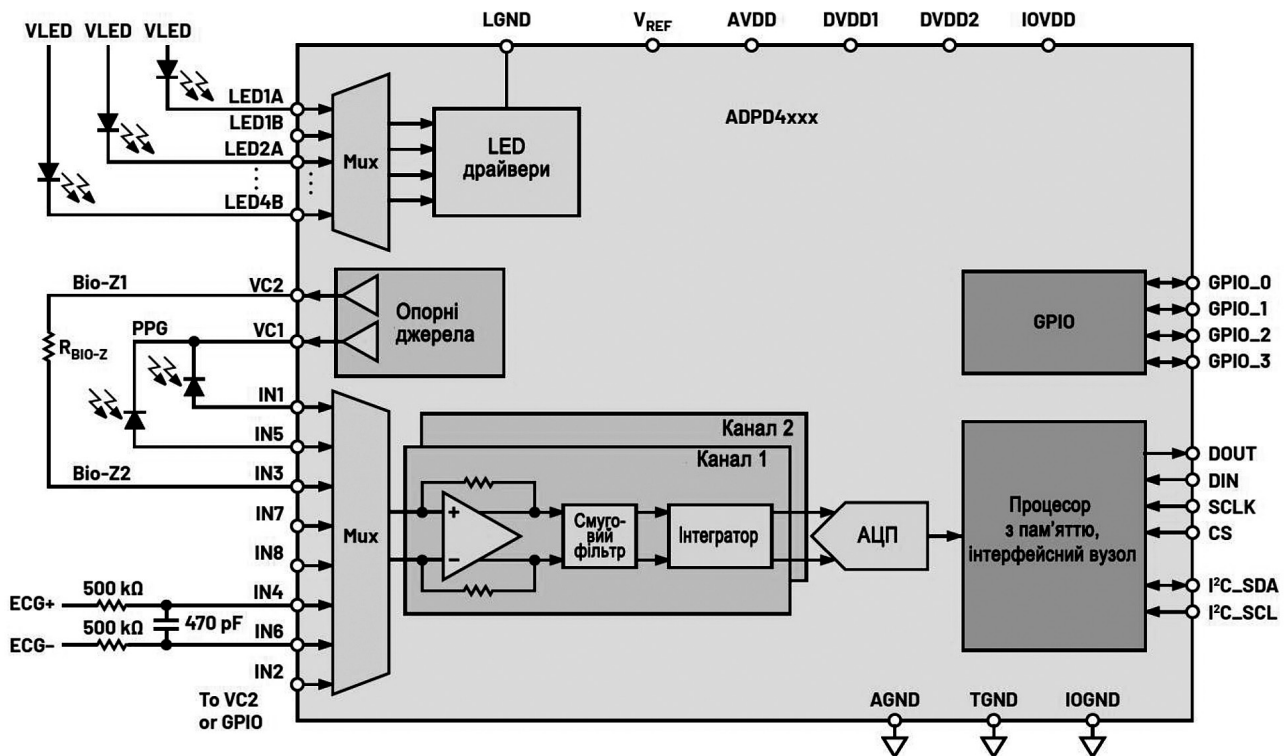 VLED VLED VLED
LGND
VREF
AVDD
DVDD1
DVDD2
IOVDD
ADPD4xxx
LED1A
LED1B
LED2A
LED4B
Mux
LED
драйвери
Bio-Z1
VC2
PPG
VC1
RBIO-Z
Опорні
джерела
GPIO
GPIO_0
GPIO_1
GPIO_2
GPIO_3
IN1
IN5
Bio-Z2
IN3
IN7
IN8
IN4
IN6
IN2
Mux
Канал 2
Канал 1
+
−
Смуго-
вий
фільтр
Інтегратор
АЦП
Процесор
з пам’яттю,
інтерфейсний вузол
DOUT
DIN
SCLK
CS
I²C_SDA
I²C_SCL
ECG+
500 kΩ
470 pF
ECG−
500 kΩ
To VC2
or GPIO
AGND
TGND
IOGND